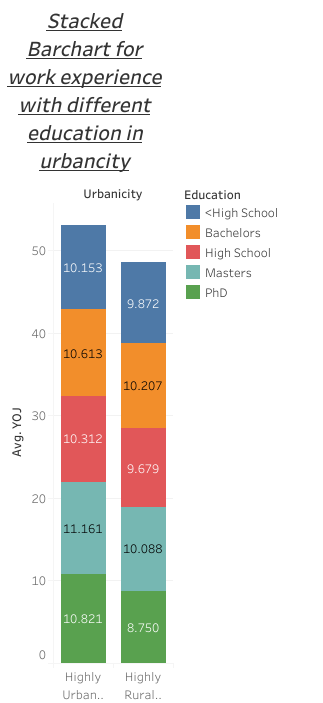 Stacked
Barchart for
work experience
with different
education in
urbancity
Urbanicity
Education
<High School
Bachelors
High School
Masters
PhD
Avg. YOJ
50
40
30
20
10
0
10.153
10.613
10.312
11.161
10.821
9.872
10.207
9.679
10.088
8.750
Highly
Urban..
Highly
Rural..